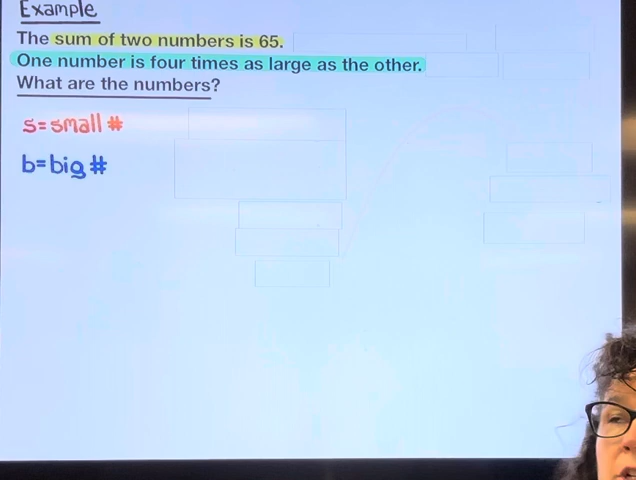 Example
The sum of two numbers is 65.
One number is four times as large as the other.
What are the numbers?
s=small #
b=big #